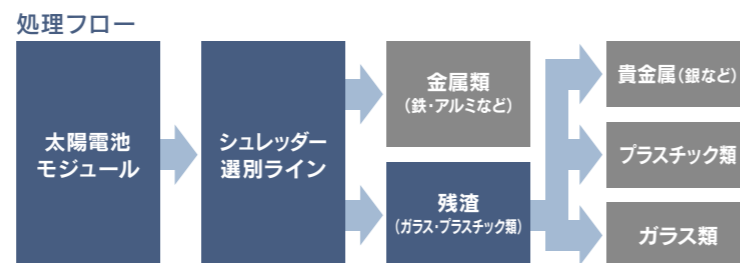 処理フロー
太陽電池
モジュール
シュレッダー
選別ライン
金属類
（鉄・アルミなど）
残渣
（ガラス・プラスチック類）
貴金属（銀など）
プラスチック類
ガラス類